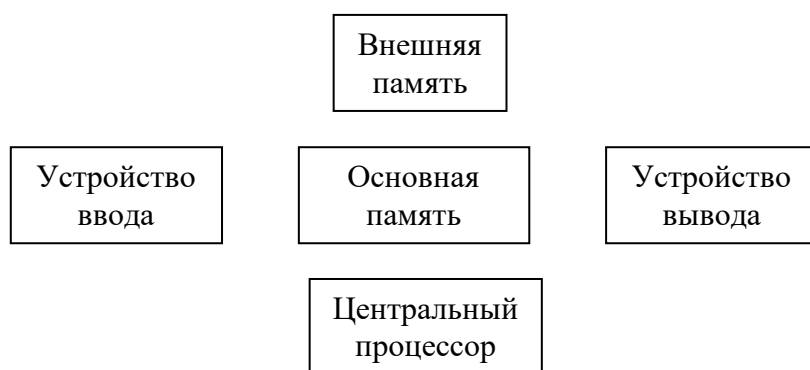 Внешняя
память
Устройство
ввода
Основная
память
Устройство
вывода
Центральный
процессор